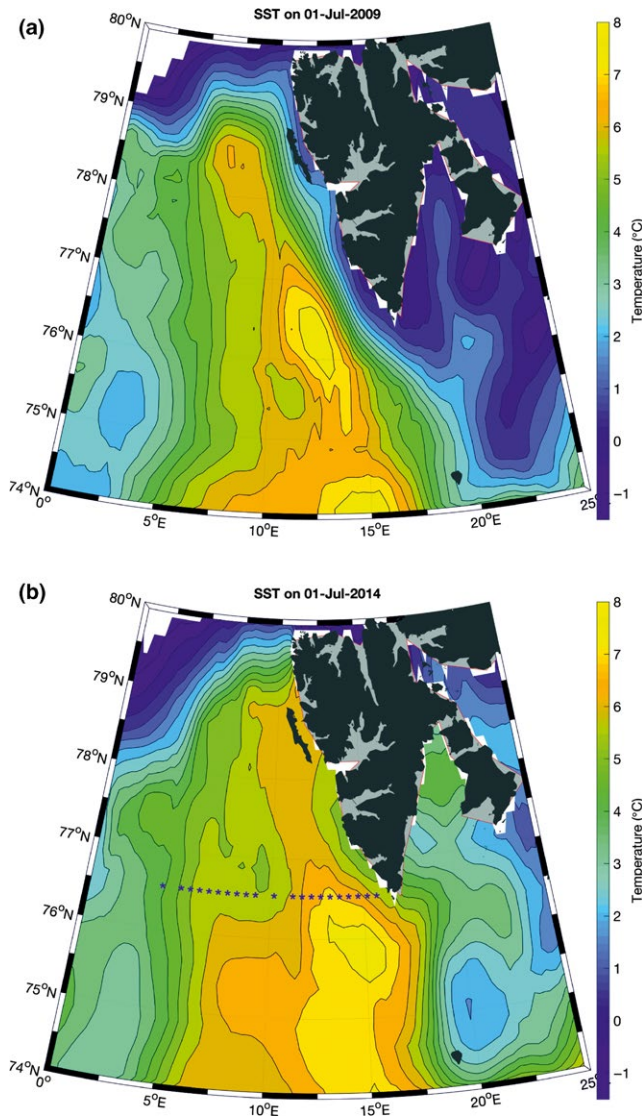 (a)
SST on 01-Jul-2009
80°N
79°N
78°N
77°N
76°N
75°N
74°N
0°
5°E
10°E
15°E
20°E
25°
8
7
6
5
4
3
2
1
0
−1
Temperature (°C)
(b)
SST on 01-Jul-2014
80°N
79°N
78°N
77°N
76°N
75°N
74°N
0°
5°E
10°E
15°E
20°E
25°
8
7
6
5
4
3
2
1
0
−1
Temperature (°C)